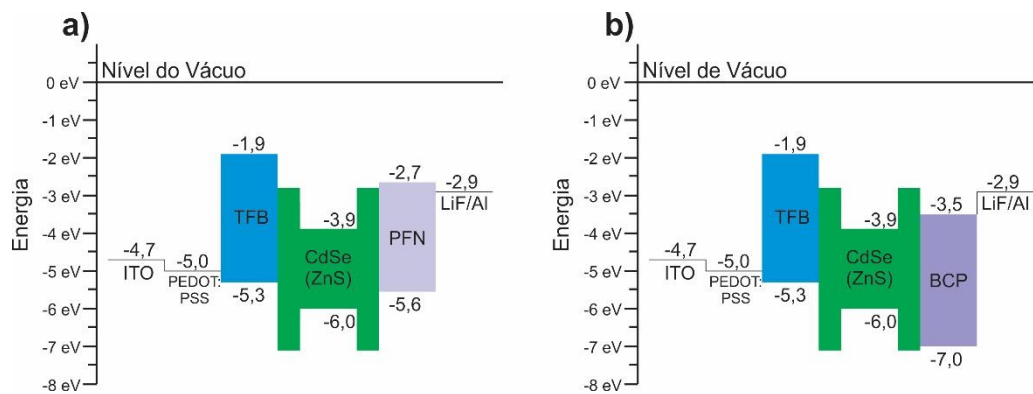 a)
Nível do Vácuo
0 eV
-1 eV
-2 eV
-3 eV
-4 eV
-5 eV
-6 eV
-7 eV
-8 eV
Energia
-4,7
ITO
-5,0
PEDOT:
PSS
-1,9
TFB
-5,3
-3,9
CdSe
(ZnS)
-6,0
-2,7
PFN
-5,6
-2,9
LiF/Al
b)
Nível de Vácuo
0 eV
-1 eV
-2 eV
-3 eV
-4 eV
-5 eV
-6 eV
-7 eV
-8 eV
Energia
-4,7
ITO
-5,0
PEDOT:
PSS
-1,9
TFB
-5,3
-3,9
CdSe
(ZnS)
-6,0
-3,5
BCP
-7,0
-2,9
LiF/Al